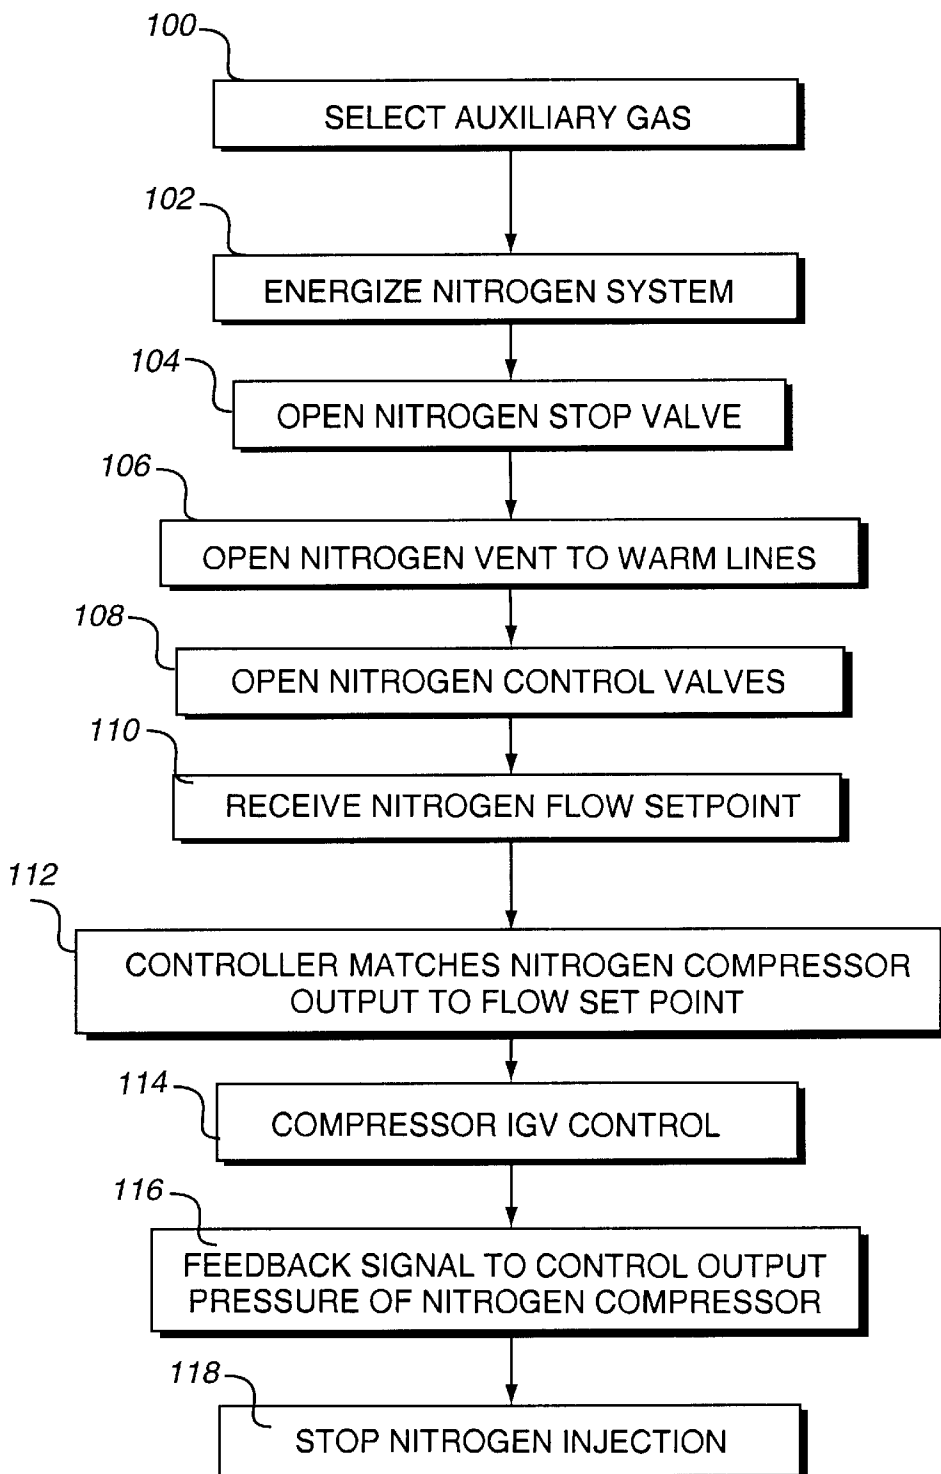 100
SELECT AUXILIARY GAS
102
ENERGIZE NITROGEN SYSTEM
104
OPEN NITROGEN STOP VALVE
106
OPEN NITROGEN VENT TO WARM LINES
108
OPEN NITROGEN CONTROL VALVES
110
RECEIVE NITROGEN FLOW SETPOINT
112
CONTROLLER MATCHES NITROGEN COMPRESSOR
OUTPUT TO FLOW SET POINT
114
COMPRESSOR IGV CONTROL
116
FEEDBACK SIGNAL TO CONTROL OUTPUT
PRESSURE OF NITROGEN COMPRESSOR
118
STOP NITROGEN INJECTION